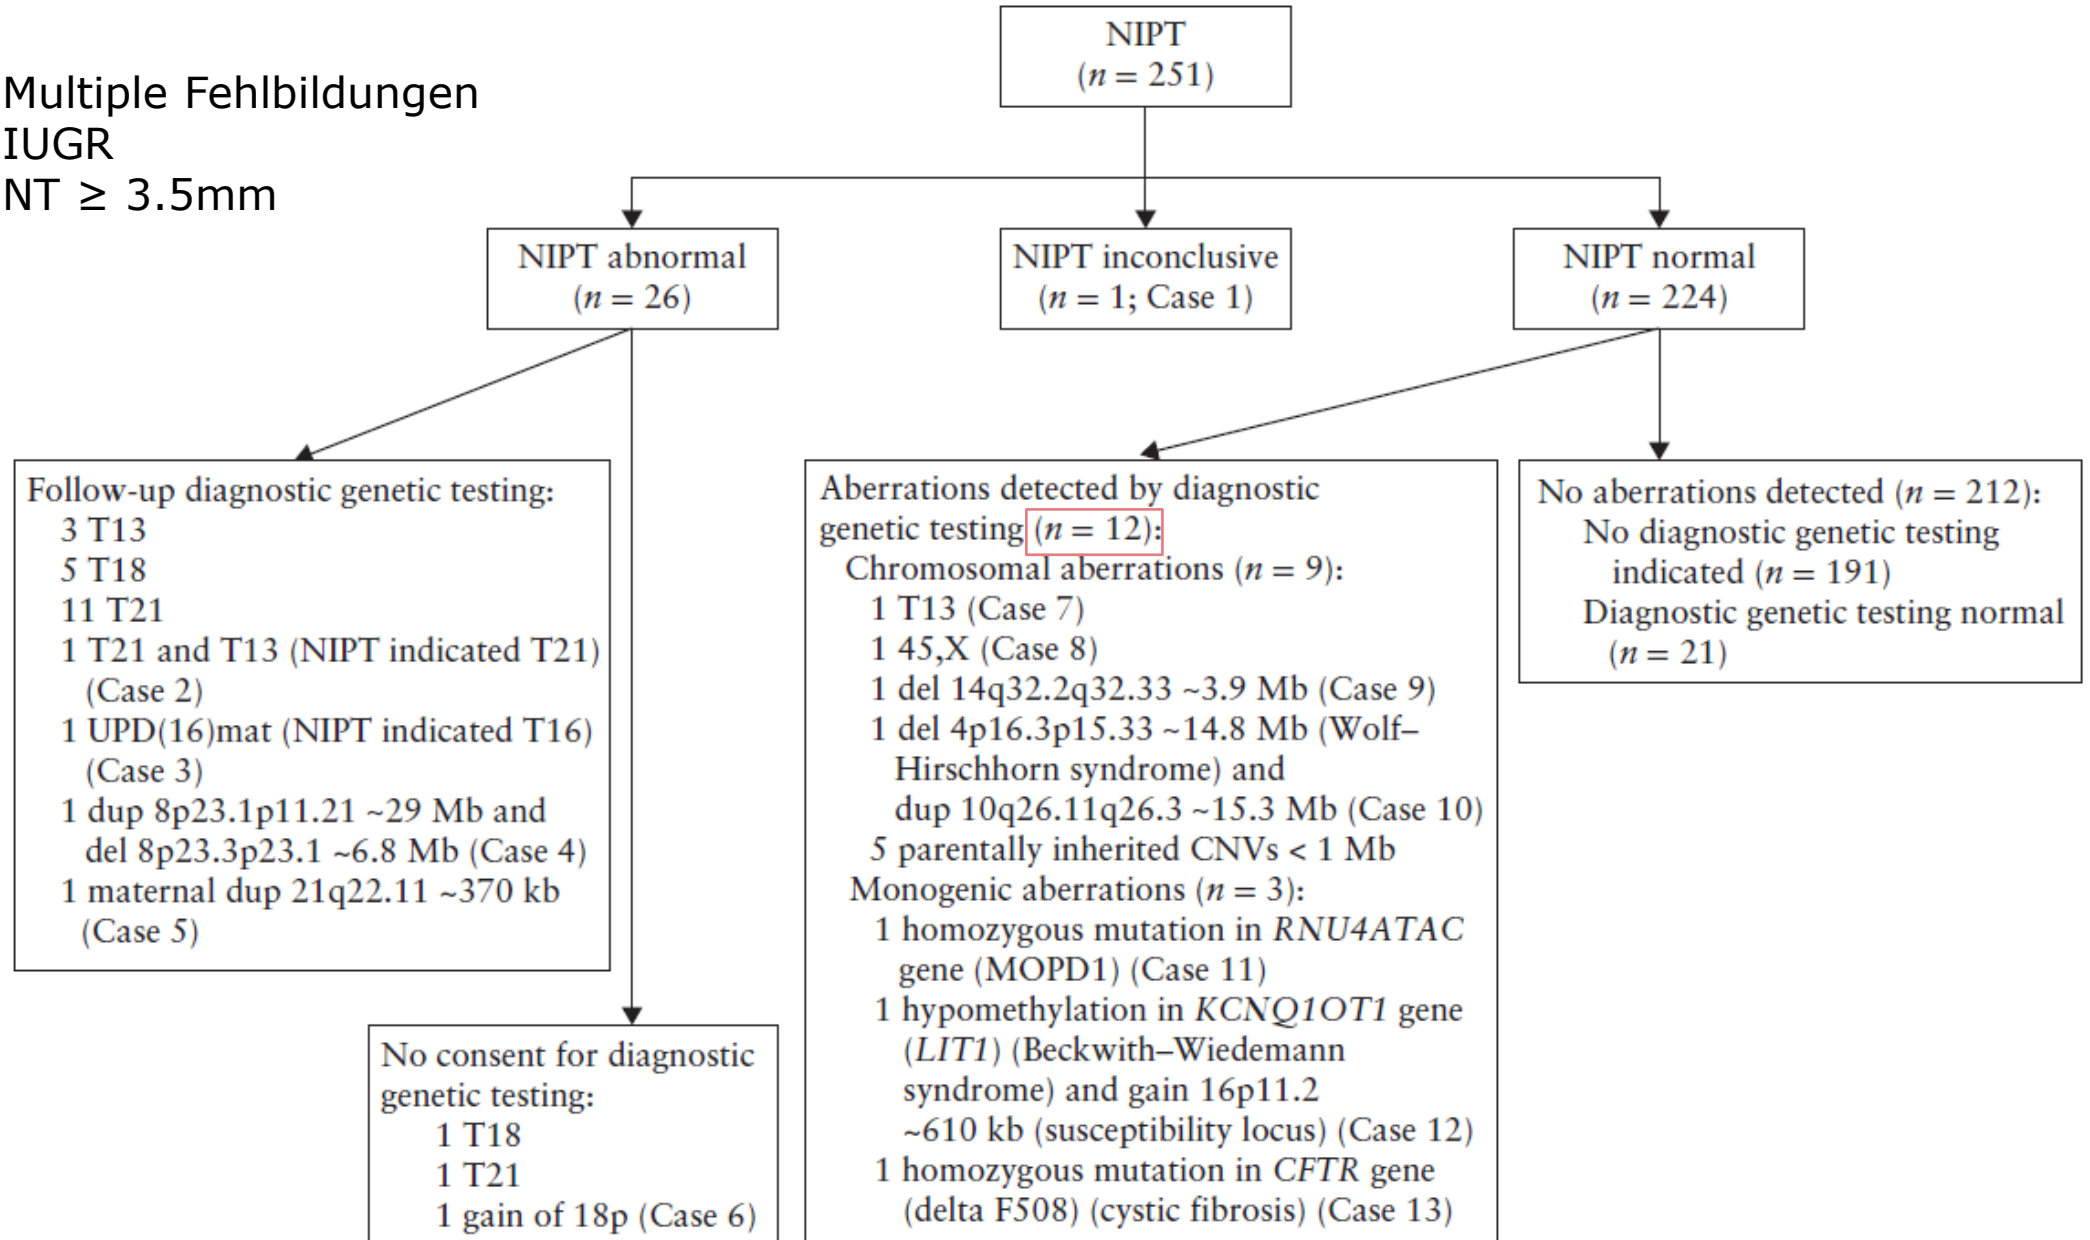 Multiple Fehlbildungen
IUGR
NT ≥ 3.5mm
NIPT
(n = 251)
NIPT abnormal
(n = 26)
NIPT inconclusive
(n = 1; Case 1)
NIPT normal
(n = 224)
Follow-up diagnostic genetic testing:
3 T13
5 T18
11 T21
1 T21 and T13 (NIPT indicated T21)
(Case 2)
1 UPD(16)mat (NIPT indicated T16)
(Case 3)
1 dup 8p23.1p11.21 ~29 Mb and
del 8p23.3p23.1 ~6.8 Mb (Case 4)
1 maternal dup 21q22.11 ~370 kb
(Case 5)
No consent for diagnostic
genetic testing:
1 T18
1 T21
1 gain of 18p (Case 6)
Aberrations detected by diagnostic
genetic testing (n = 12):
Chromosomal aberrations (n = 9):
1 T13 (Case 7)
1 45,X (Case 8)
1 del 14q32.2q32.33 ~3.9 Mb (Case 9)
1 del 4p16.3p15.33 ~14.8 Mb (Wolf–
Hirschhorn syndrome) and
dup 10q26.11q26.3 ~15.3 Mb (Case 10)
5 parentally inherited CNVs < 1 Mb
Monogenic aberrations (n = 3):
1 homozygous mutation in RNU4ATAC
gene (MOPD1) (Case 11)
1 hypomethylation in KCNQ1OT1 gene
(LIT1) (Beckwith–Wiedemann
syndrome) and gain 16p11.2
~610 kb (susceptibility locus) (Case 12)
1 homozygous mutation in CFTR gene
(delta F508) (cystic fibrosis) (Case 13)
No aberrations detected (n = 212):
No diagnostic genetic testing
indicated (n = 191)
Diagnostic genetic testing normal
(n = 21)